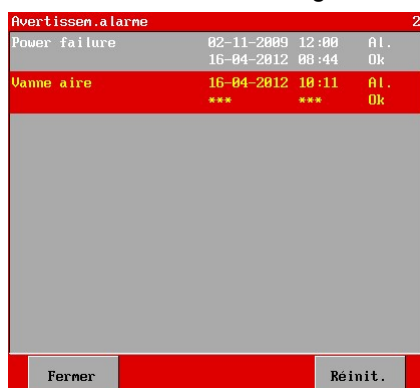 Avertissem.alarme 2
Power failure 02-11-2009 12:00 Al.
16-04-2012 08:44 Ok
Vanne aire 16-04-2012 10:11 Al.
*** *** Ok
Fermer Réinit.